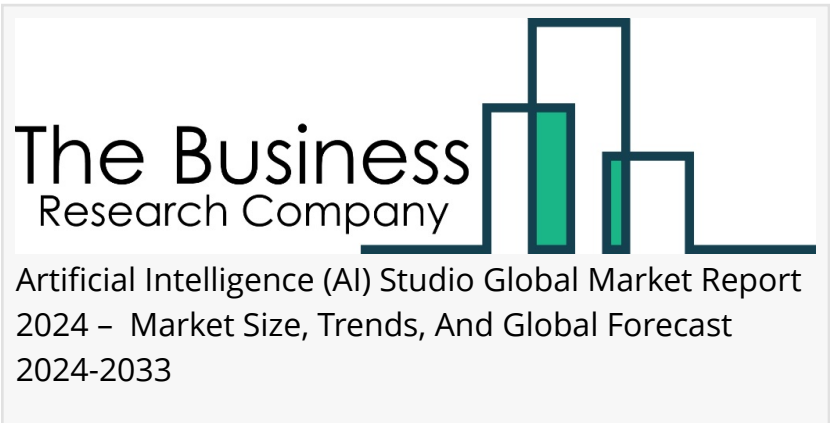 The Business
Research Company
Artificial Intelligence (AI) Studio Global Market Report
2024 –  Market Size, Trends, And Global Forecast
2024-2033